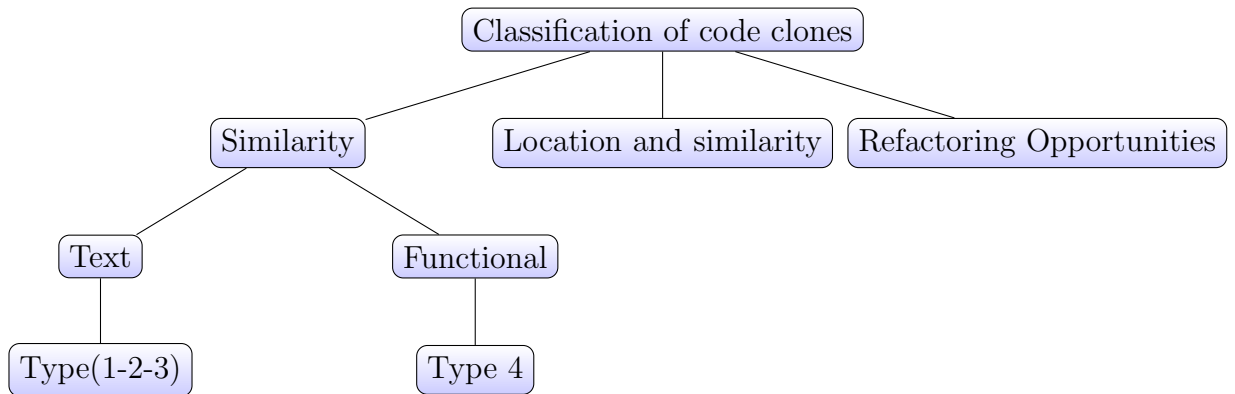 Classification of code clones
Similarity
Location and similarity
Refactoring Opportunities
Text
Functional
Type(1-2-3)
Type 4